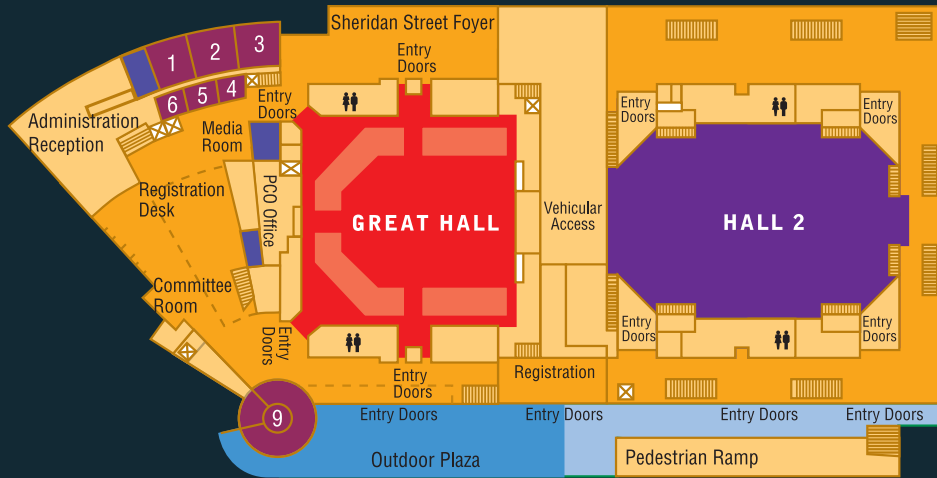 Sheridan Street Foyer
1
2
3
6
5
4
Entry
Doors
Entry
Doors
Administration
Reception
Media
Room
Registration
Desk
PCO Office
GREAT HALL
Vehicular
Access
Entry
Doors
Entry
Doors
HALL 2
Committee
Room
Entry
Doors
Entry
Doors
Entry
Doors
Entry
Doors
Registration
9
Entry Doors
Entry Doors
Entry Doors
Entry Doors
Outdoor Plaza
Pedestrian Ramp